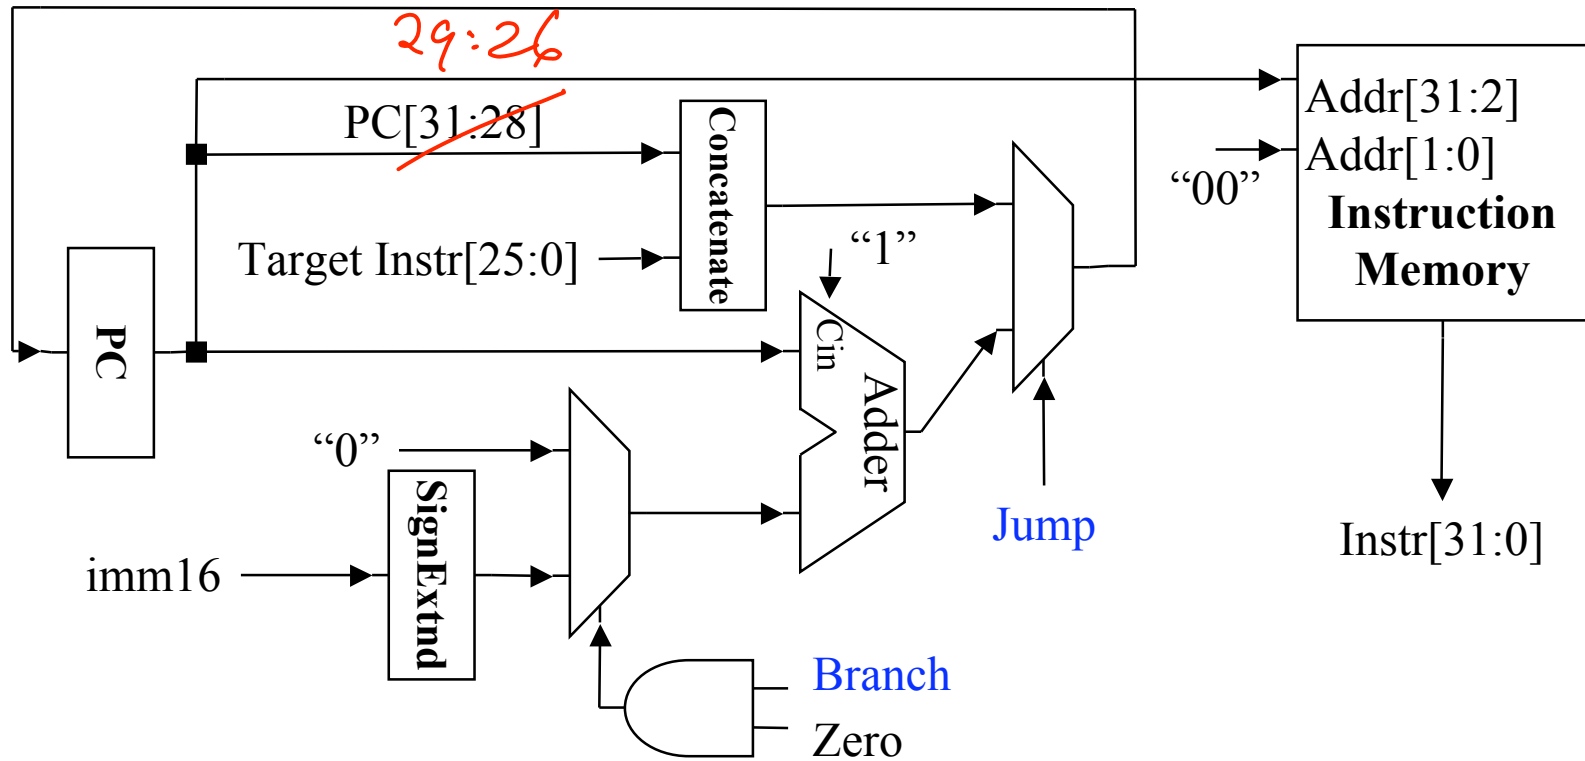 29:26
PC[31:28]
Concatenate
Addr[31:2]
Addr[1:0]
“00”
Instruction
Memory
Target Instr[25:0]
“1”
PC
Cin
Adder
“0”
SignExtnd
imm16
Jump
Instr[31:0]
Branch
Zero